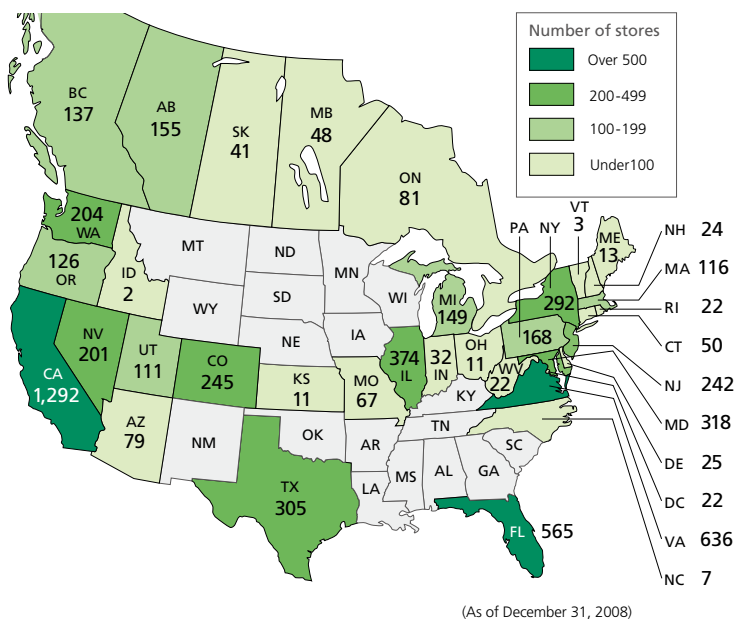 Number of stores
Over 500
200-499
100-199
Under100
BC
137
AB
155
SK
41
MB
48
ON
81
204
WA
126
OR
ID
2
MT
ND
MN
WI
SD
WY
NE
IA
MI
149
PA
NY
292
VT
3
ME
13
NH 24
MA 116
RI 22
CT 50
NJ 242
MD 318
DE 25
DC 22
VA 636
NC 7
CA
1,292
NV
201
UT
111
CO
245
KS
11
MO
67
374
IL
32
IN
OH
11
168
WV
22
KY
TN
AZ
79
NM
OK
AR
TX
305
LA
MS
AL
GA
SC
FL 565
(As of December 31, 2008)